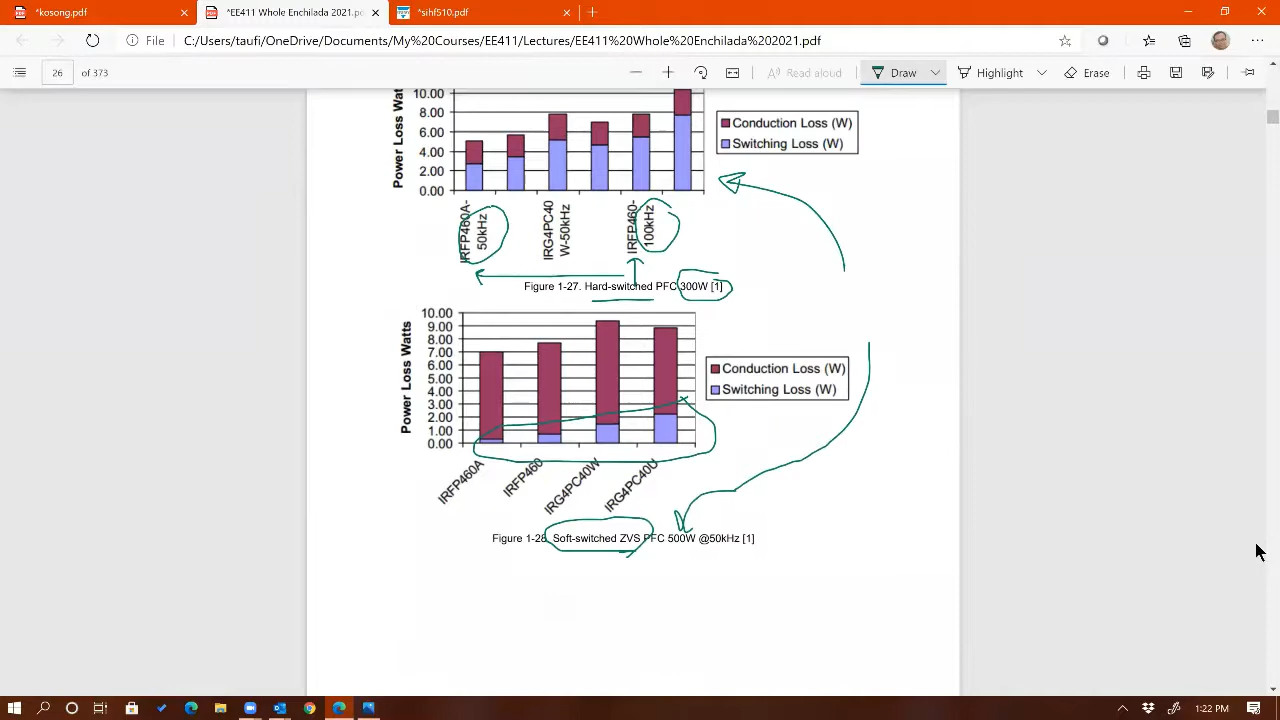 *kosong.pdf
*EE411 Whole Enchilada 2021.pc
*sihf510.pdf
File
C:/Users/taufi/OneDrive/Documents/My%20Courses/EE411/Lectures/EE411%20Whole%20Enchilada%202021.pdf
26 of 373
Read aloud
Draw
Highlight
Erase
Power Loss Wat
10.00
8.00
6.00
4.00
2.00
0.00
Conduction Loss (W)
Switching Loss (W)
IRFP460A-
50kHz
IRG4PC40
W-50kHz
IRFP460-
100kHz
Figure 1-27. Hard-switched PFC 300W [1]
Power Loss Watts
10.00
9.00
8.00
7.00
6.00
5.00
4.00
3.00
2.00
1.00
0.00
Conduction Loss (W)
Switching Loss (W)
IRFP460A
IRFP460
IRG4PC40W
IRG4PC40U
Figure 1-28. Soft-switched ZVS PFC 500W @50kHz [1]
1:22 PM